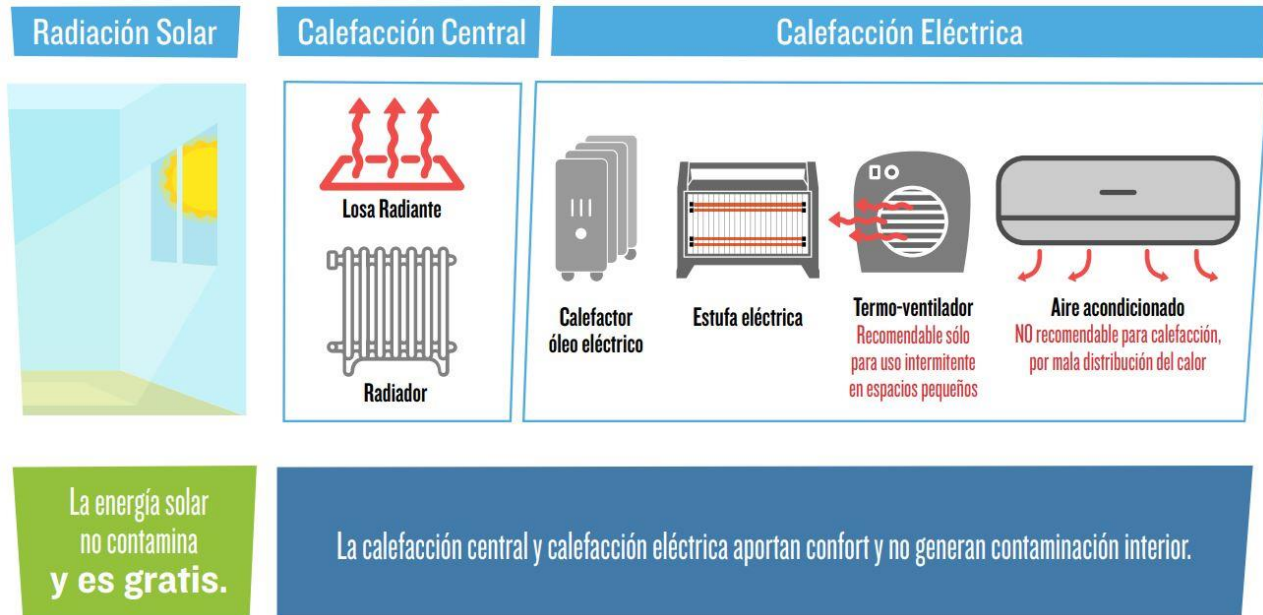 Radiación Solar
Calefacción Central
Calefacción Eléctrica
Losa Radiante
Radiador
Calefactor
óleo eléctrico
Estufa eléctrica
Termo-ventilador
Recomendable sólo
para uso intermitente
en espacios pequeños
Aire acondicionado
NO recomendable para calefacción,
por mala distribución del calor
La energía solar
no contamina
y es gratis.
La calefacción central y calefacción eléctrica aportan confort y no generan contaminación interior.